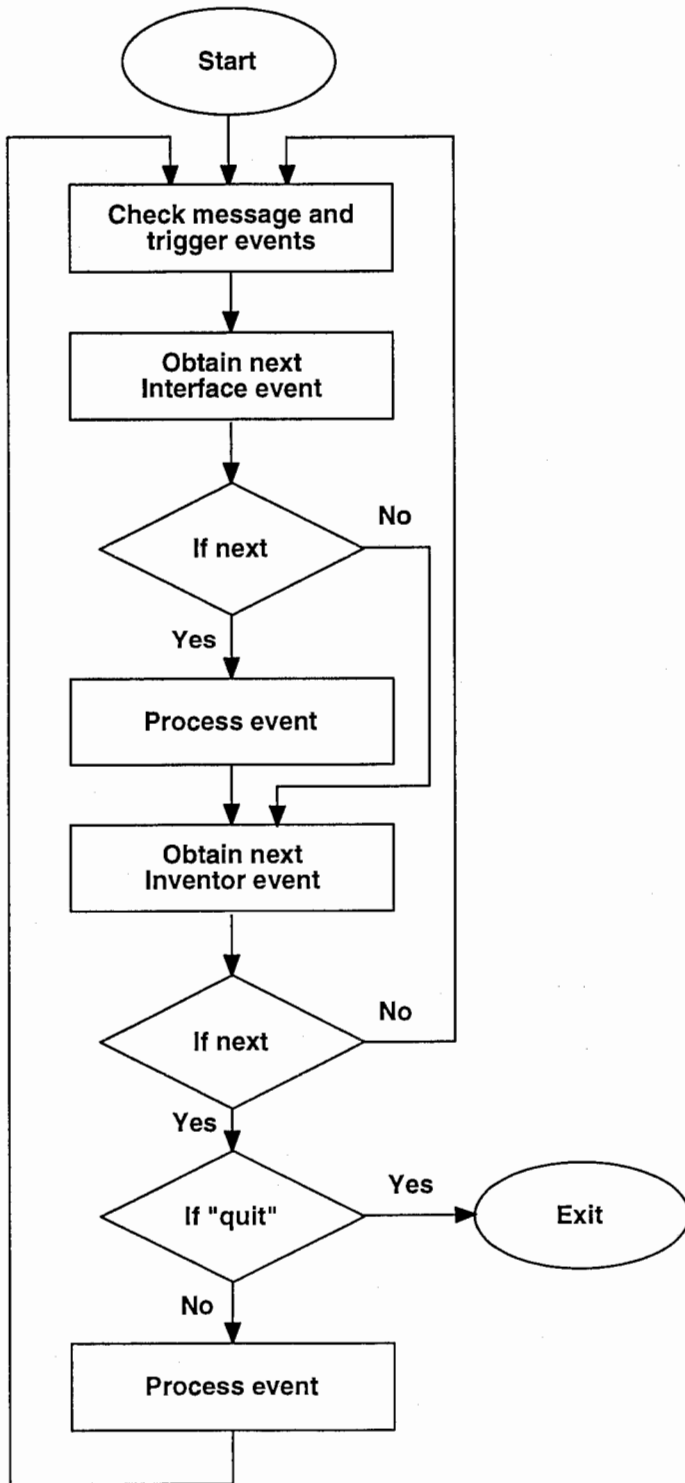 Start
Check message and
trigger events
Obtain next
Interface event
If next
No
Yes
Process event
Obtain next
Inventor event
If next
No
Yes
If "quit"
Yes
Exit
No
Process event